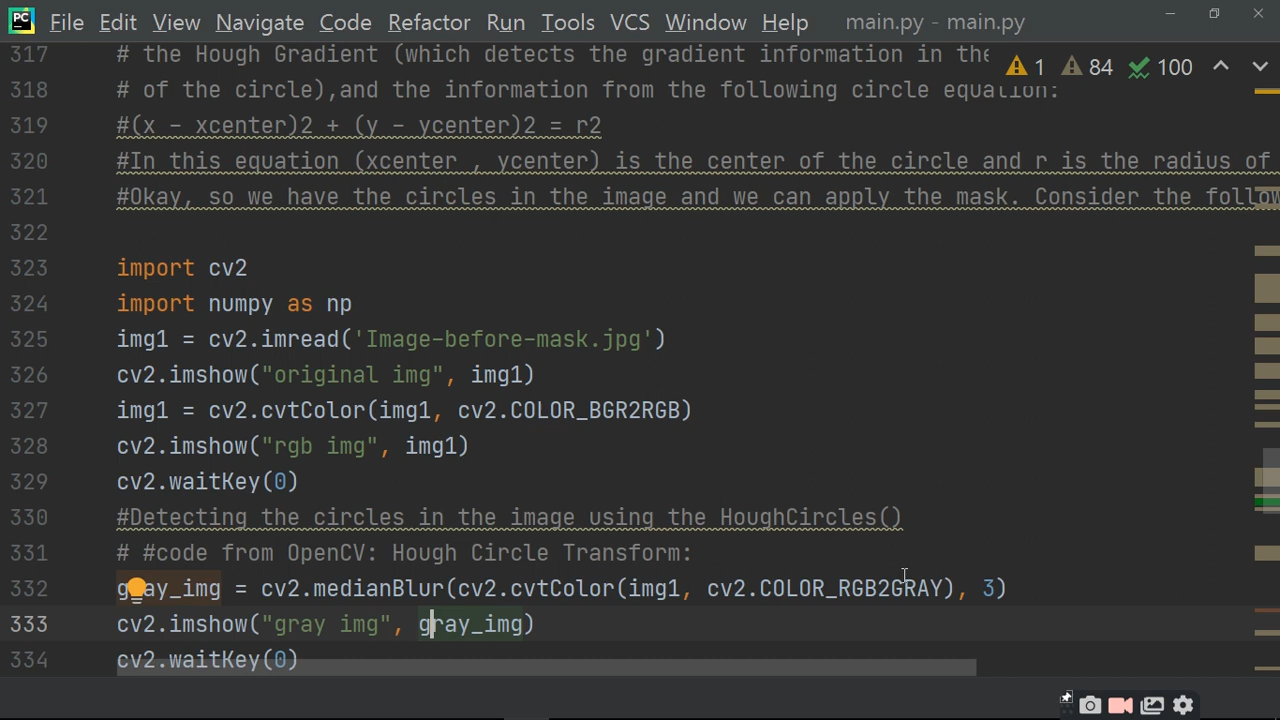 PC File Edit View Navigate Code Refactor Run Tools VCS Window Help main.py - main.py
317 # the Hough Gradient (which detects the gradient information in the
1 84 100
318 # of the circle),and the information from the following circle equation:
319 #(x - xcenter)2 + (y - ycenter)2 = r2
320 #In this equation (xcenter , ycenter) is the center of the circle and r is the radius of
321 #Okay, so we have the circles in the image and we can apply the mask. Consider the follow
322
323 import cv2
324 import numpy as np
325 img1 = cv2.imread('Image-before-mask.jpg')
326 cv2.imshow("original img", img1)
327 img1 = cv2.cvtColor(img1, cv2.COLOR_BGR2RGB)
328 cv2.imshow("rgb img", img1)
329 cv2.waitKey(0)
330 #Detecting the circles in the image using the HoughCircles()
331 # #code from OpenCV: Hough Circle Transform:
332 gray_img = cv2.medianBlur(cv2.cvtColor(img1, cv2.COLOR_RGB2GRAY), 3)
333 cv2.imshow("gray img", gray_img)
334 cv2.waitKey(0)